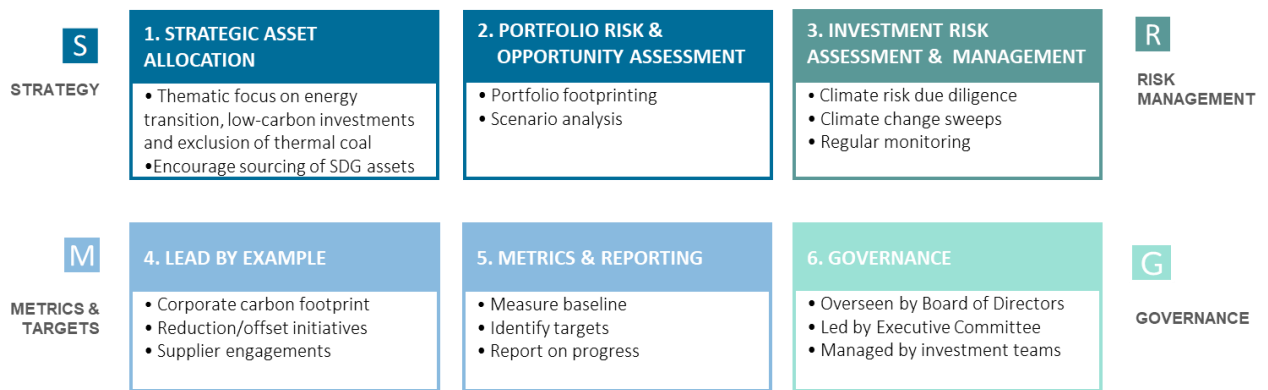 S
STRATEGY
1. STRATEGIC ASSET
ALLOCATION
• Thematic focus on energy
transition, low-carbon investments
and exclusion of thermal coal
•Encourage sourcing of SDG assets
2. PORTFOLIO RISK &
OPPORTUNITY ASSESSMENT
• Portfolio footprinting
• Scenario analysis
3. INVESTMENT RISK
ASSESSMENT & MANAGEMENT
• Climate risk due diligence
• Climate change sweeps
• Regular monitoring
R
RISK
MANAGEMENT
M
METRICS &
TARGETS
4. LEAD BY EXAMPLE
• Corporate carbon footprint
• Reduction/offset initiatives
• Supplier engagements
5. METRICS & REPORTING
• Measure baseline
• Identify targets
• Report on progress
6. GOVERNANCE
• Overseen by Board of Directors
• Led by Executive Committee
• Managed by investment teams
G
GOVERNANCE